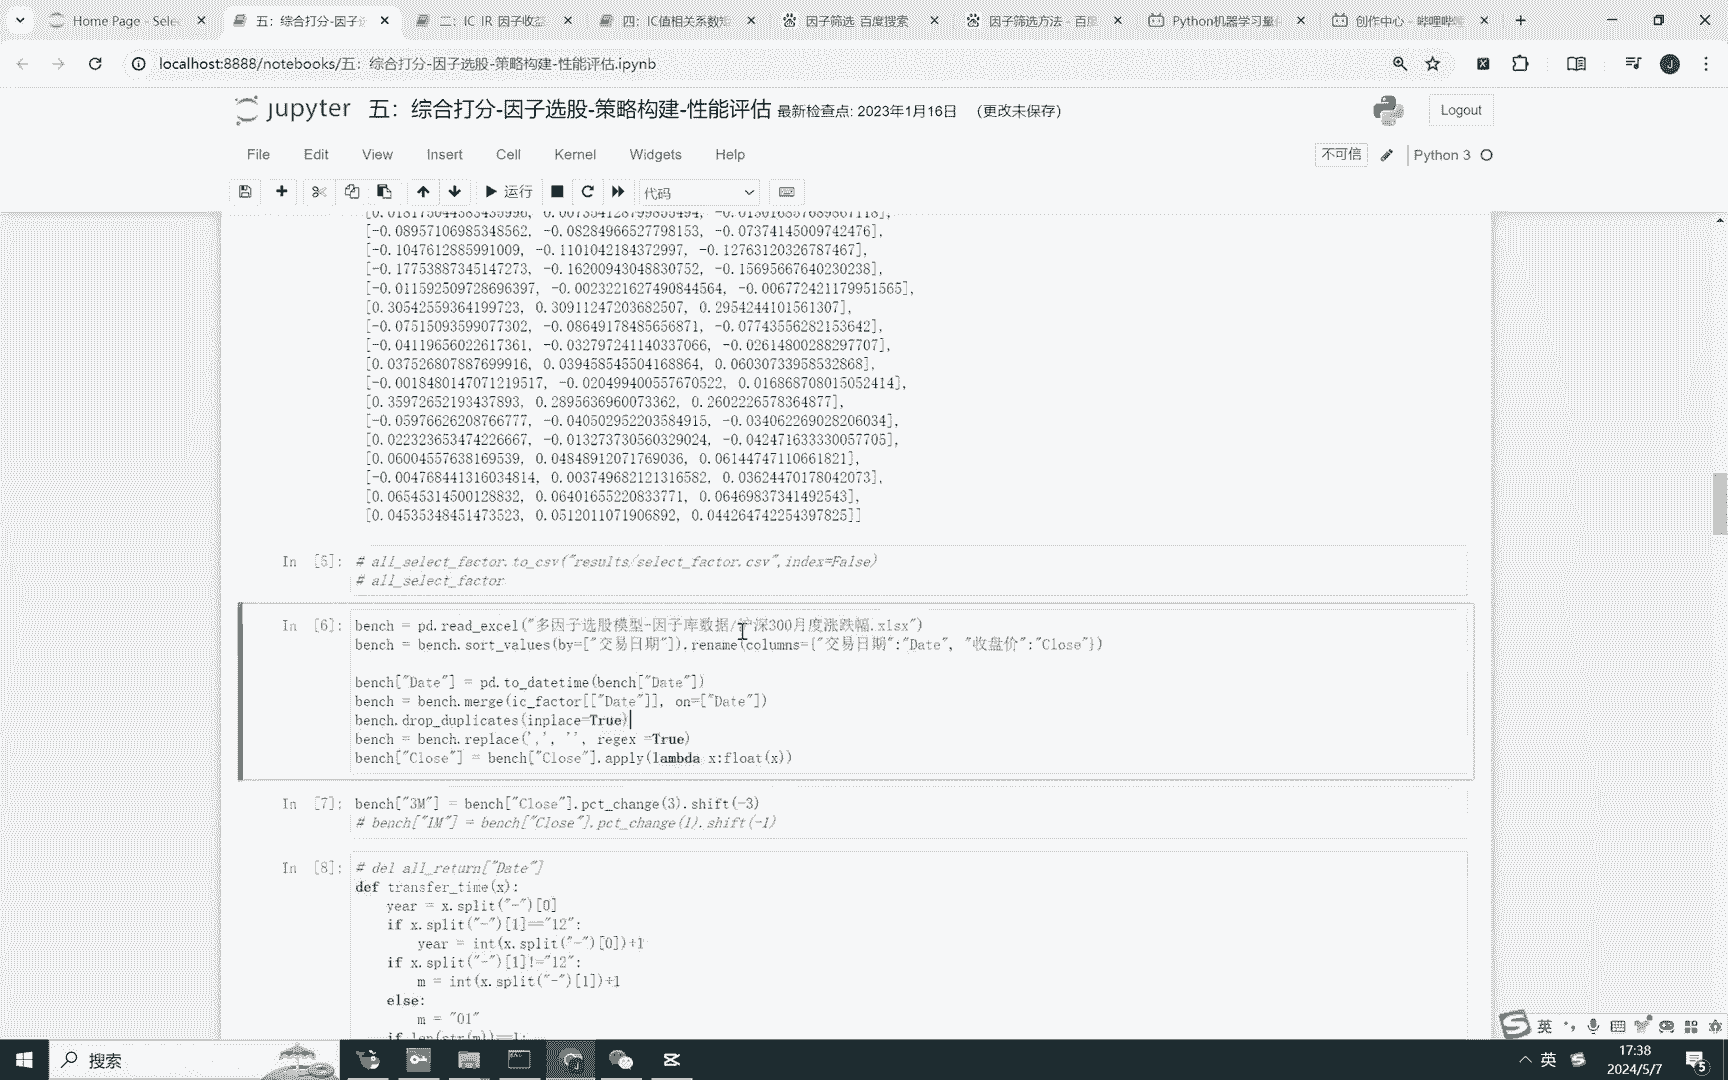 Home Page - Selec
五：综合打分-因子选
二：IC IR 因子收益-
四：IC值相关系数矩
因子筛选_百度搜索
因子筛选方法 - 百度
Python机器学习量化
创作中心 - 哔哩哔哩
localhost:8888/notebooks/五：综合打分-因子选股-策略构建-性能评估.ipynb
J
jupyter 五：综合打分-因子选股-策略构建-性能评估 最新检查点: 2023年1月16日 (更改未保存)
Logout
File Edit View Insert Cell Kernel Widgets Help
不可信 Python 3
运行 代码
[-0.08957106985348562, -0.08284966527798153, -0.07374145009742476],
[-0.1047612885991009, -0.1101042184372997, -0.12763120326787467],
[-0.17753887345147273, -0.16200943048830752, -0.15695667640230238],
[-0.011592509728696397, -0.0023221627490844564, -0.006772421179951565],
[0.30542559364199723, 0.30911247203682507, 0.2954244101561307],
[-0.07515093599077302, -0.08649178485656871, -0.07743556282153642],
[-0.04119656022617361, -0.032797241140337066, -0.02614800288297707],
[0.037526807887699916, 0.039458545504168864, 0.06030733958532868],
[-0.0018480147071219517, -0.020499400557670522, 0.016868708015052414],
[0.35972652193437893, 0.2895636960073362, 0.2602226578364877],
[-0.05976626208766777, -0.040502952203584915, -0.034062269028206034],
[0.022323653474226667, -0.013273730560329024, -0.042471633330057705],
[0.06004557638169539, 0.04848912071769036, 0.06144747110661821],
[-0.004768441316034814, 0.003749682121316582, 0.03624470178042073],
[0.06545314500128832, 0.06401655220833771, 0.06469837341492543],
[0.04535348451473523, 0.0512011071906892, 0.044264742254397825]]
In [5]: # all_select_factor.to_csv("results/select_factor.csv",index=False)
# all_select_factor
In [6]: bench = pd.read_excel("多因子选股模型-因子库数据/沪深300月度涨跌幅.xlsx")
bench = bench.sort_values(by=["交易日期"]).rename(columns={"交易日期":"Date", "收盘价":"Close"})
bench["Date"] = pd.to_datetime(bench["Date"])
bench = bench.merge(ic_factor[["Date"]], on=["Date"])
bench.drop_duplicates(inplace=True)
bench = bench.replace(',', '', regex =True)
bench["Close"] = bench["Close"].apply(lambda x:float(x))
In [7]: bench["3M"] = bench["Close"].pct_change(3).shift(-3)
# bench["1M"] = bench["Close"].pct_change(1).shift(-1)
In [8]: # del all_return["Date"]
def transfer_time(x):
year = x.split("-")[0]
if x.split("-")[1]=="12":
year = int(x.split("-")[0])+1
if x.split("-")[1]!="12":
m = int(x.split("-")[1])+1
else:
m = "01"
if len(str(m))==1:
搜索
英
英
17:38
2024/5/7
5